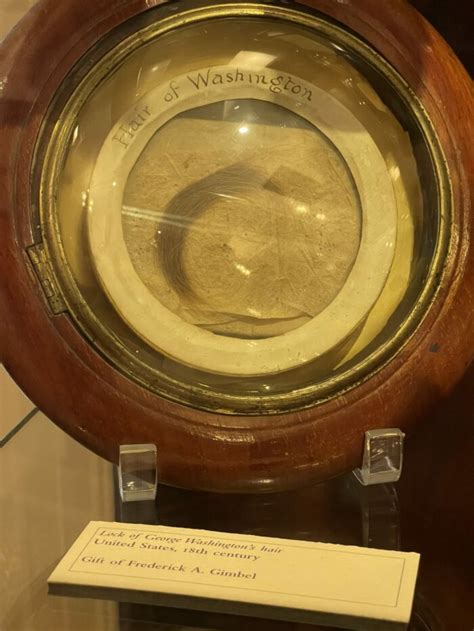 Hair of Washington
Lock of George Washington's hair
United States, 18th century
Gift of Frederick A. Gimbel